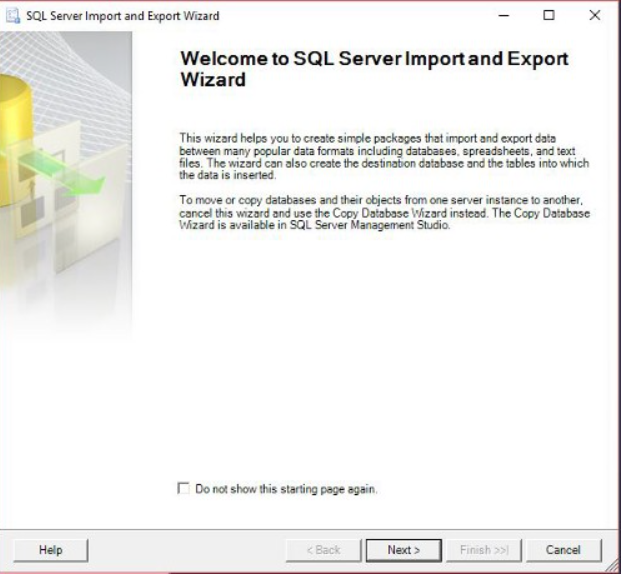 SQL Server Import and Export Wizard
Welcome to SQL Server Import and Export
Wizard
This wizard helps you to create simple packages that import and export data
between many popular data formats including databases, spreadsheets, and text
files. The wizard can also create the destination database and the tables into which
the data is inserted.
To move or copy databases and their objects from one server instance to another,
cancel this wizard and use the Copy Database Wizard instead. The Copy Database
Wizard is available in SQL Server Management Studio.
Do not show this starting page again.
Help
< Back
Next >
Finish >>|
Cancel